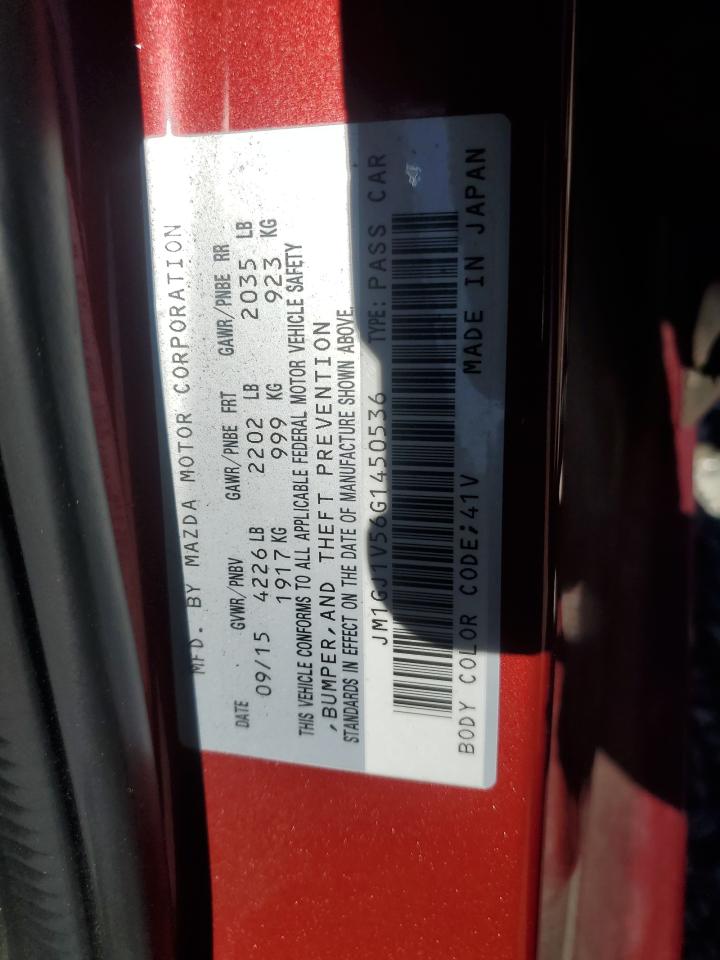 MFD. BY MAZDA MOTOR CORPORATION
DATE GVWR/PNBV GAWR/PNBE FRT GAWR/PNBE RR
09/15 4226 LB 2202 LB 2035 LB
1917 KG 999 KG 923 KG
THIS VEHICLE CONFORMS TO ALL APPLICABLE FEDERAL MOTOR VEHICLE SAFETY
,BUMPER,AND THEFT PREVENTION
STANDARDS IN EFFECT ON THE DATE OF MANUFACTURE SHOWN ABOVE.
JM1GJ1V56G1450536 TYPE: PASS CAR
BODY COLOR CODE;41V MADE IN JAPAN